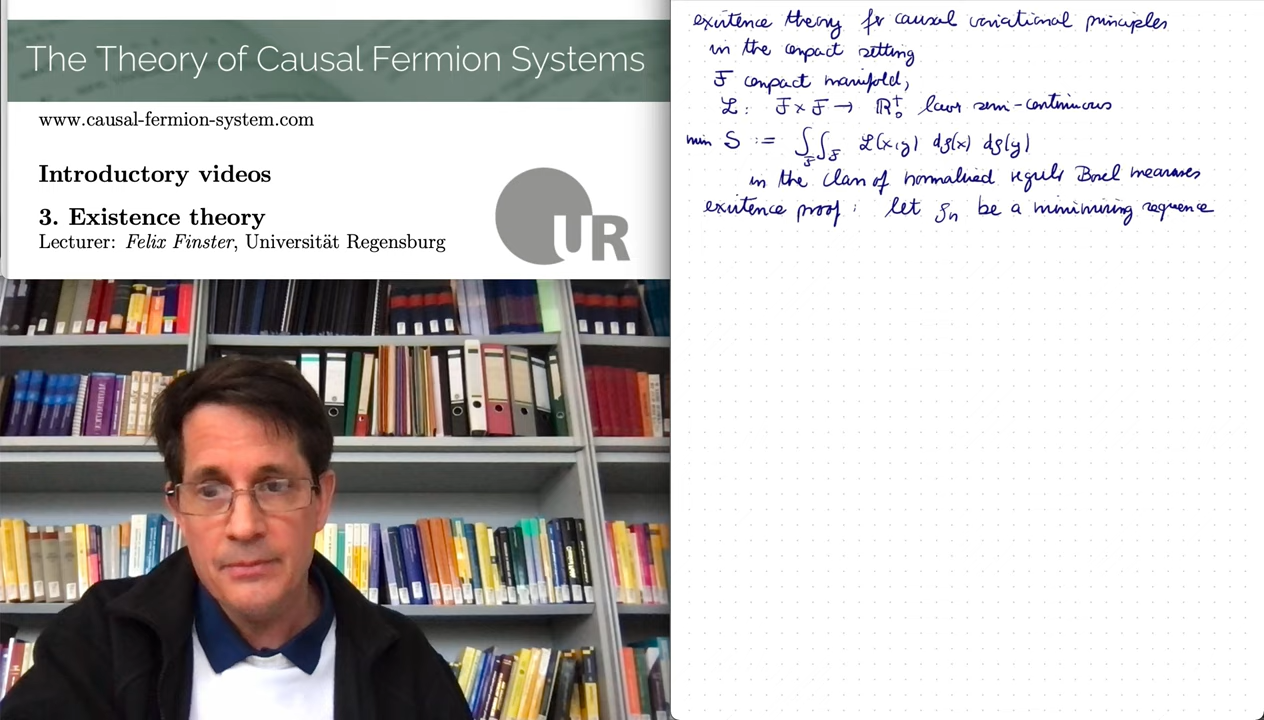 The Theory of Causal Fermion Systems
www.causal-fermion-system.com
Introductory videos
3. Existence theory
Lecturer: Felix Finster, Universität Regensburg
UR
existence theory for causal variational principles
in the compact setting
F compact manifold,
L : F × F → ℝ₀⁺ lower semi-continuous
min S := ∫_F ∫_F L(x,y) dρ(x) dρ(y)
in the class of normalized regular Borel measures
existence proof : let ρₙ be a minimizing sequence